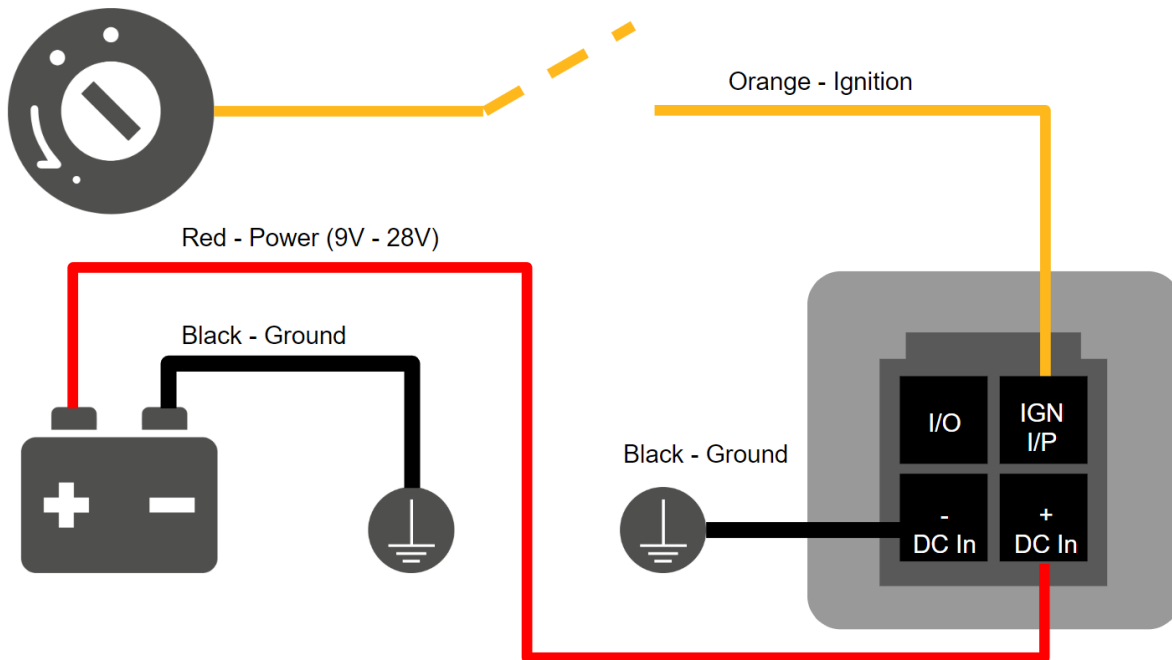 Orange - Ignition
Red - Power (9V - 28V)
Black - Ground
I/O
IGN
I/P
Black - Ground
-
DC In
+
DC In